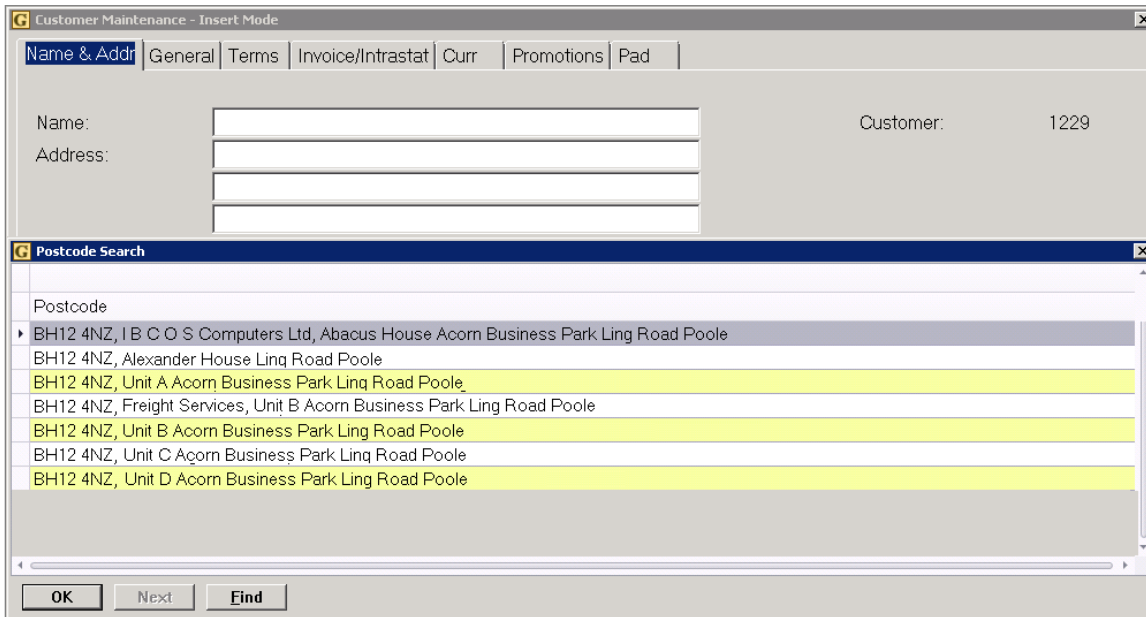 G Customer Maintenance - Insert Mode
Name & Addr General Terms Invoice/Intrastat Curr Promotions Pad
Name: Customer: 1229
Address:
G Postcode Search
Postcode
BH12 4NZ, I B C O S Computers Ltd, Abacus House Acorn Business Park Ling Road Poole
BH12 4NZ, Alexander House Ling Road Poole
BH12 4NZ, Unit A Acorn Business Park Ling Road Poole
BH12 4NZ, Freight Services, Unit B Acorn Business Park Ling Road Poole
BH12 4NZ, Unit B Acorn Business Park Ling Road Poole
BH12 4NZ, Unit C Acorn Business Park Ling Road Poole
BH12 4NZ, Unit D Acorn Business Park Ling Road Poole
OK Next Find